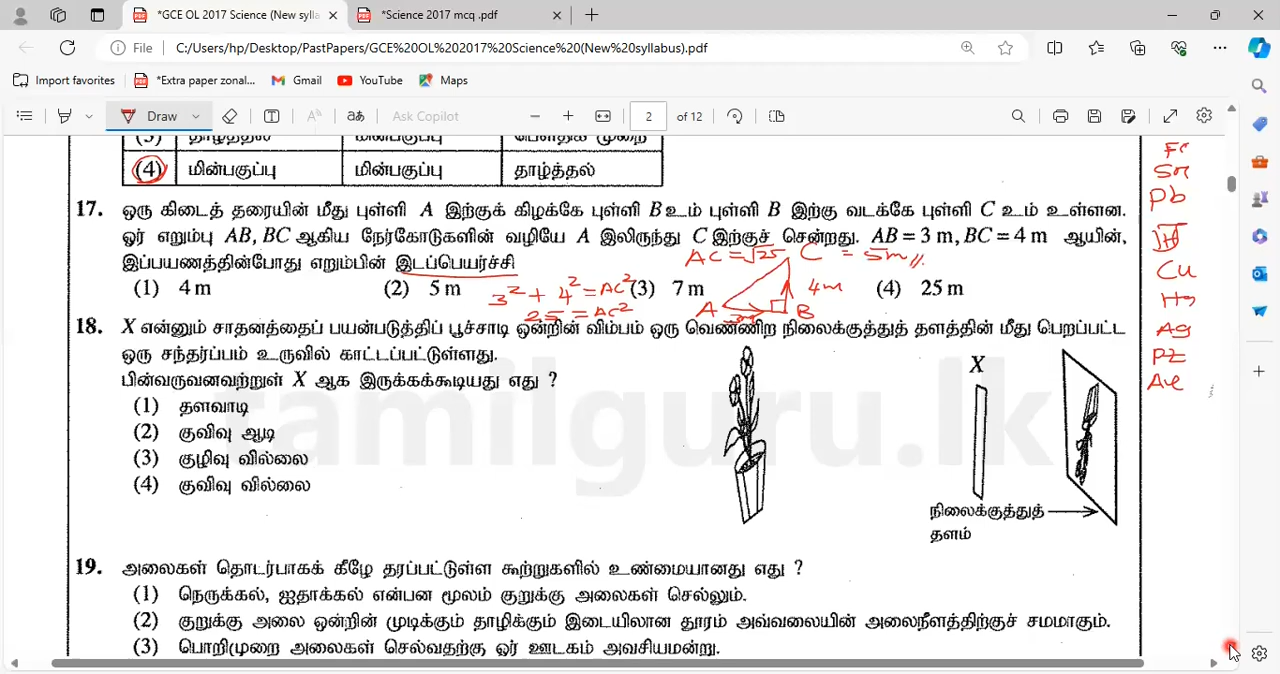 *GCE OL 2017 Science (New sylla
*Science 2017 mcq .pdf
File
C:/Users/hp/Desktop/PastPapers/GCE%20OL%202017%20Science%20(New%20syllabus).pdf
Import favorites
*Extra paper zonal...
Gmail
YouTube
Maps
Draw
Ask Copilot
2
of 12
(4) மின்பகுப்பு மின்பகுப்பு தாழ்த்தல்
17. ஒரு கிடைத் தரையின் மீது புள்ளி A இற்குக் கிழக்கே புள்ளி B உம் புள்ளி B இற்கு வடக்கே புள்ளி C உம் உள்ளன.
ஓர் எறும்பு AB, BC ஆகிய நேர்கோடுகளின் வழியே A இலிருந்து C இற்குச் சென்றது. AB = 3 m, BC = 4 m ஆயின்,
இப்பயணத்தின்போது எறும்பின் இடப்பெயர்ச்சி
AC = √25 C = 5m
(1) 4 m (2) 5 m (3) 7 m (4) 25 m
3² + 4² = AC²
25 = AC²
A B 4m
18. X என்னும் சாதனத்தைப் பயன்படுத்திப் பூச்சாடி ஒன்றின் விம்பம் ஒரு வெண்ணிற நிலைக்குத்துத் தளத்தின் மீது பெறப்பட்ட
ஒரு சந்தர்ப்பம் உருவில் காட்டப்பட்டுள்ளது.
பின்வருவனவற்றுள் X ஆக இருக்கக்கூடியது எது ?
(1) தளவாடி
(2) குவிவு ஆடி
(3) குழிவு வில்லை
(4) குவிவு வில்லை
X
நிலைக்குத்துத்
தளம்
tamilguru.lk
19. அலைகள் தொடர்பாகக் கீழே தரப்பட்டுள்ள கூற்றுகளில் உண்மையானது எது ?
(1) நெருக்கல், ஐதாக்கல் என்பன மூலம் குறுக்கு அலைகள் செல்லும்.
(2) குறுக்கு அலை ஒன்றின் முடிக்கும் தாழிக்கும் இடையிலான தூரம் அவ்வலையின் அலைநீளத்திற்குச் சமமாகும்.
(3) பொறிமுறை அலைகள் செல்வதற்கு ஓர் ஊடகம் அவசியமன்று.
Sn
Pb
H
Cu
Hg
Ag
Pt